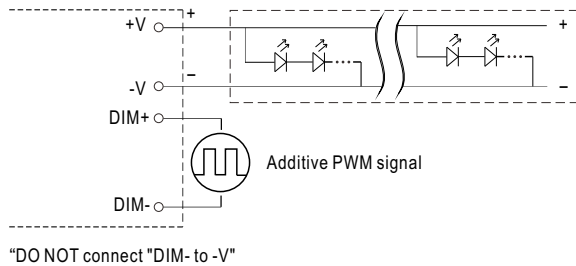 +V + +
-V − −
DIM+
Additive PWM signal
DIM-
“DO NOT connect "DIM- to -V"